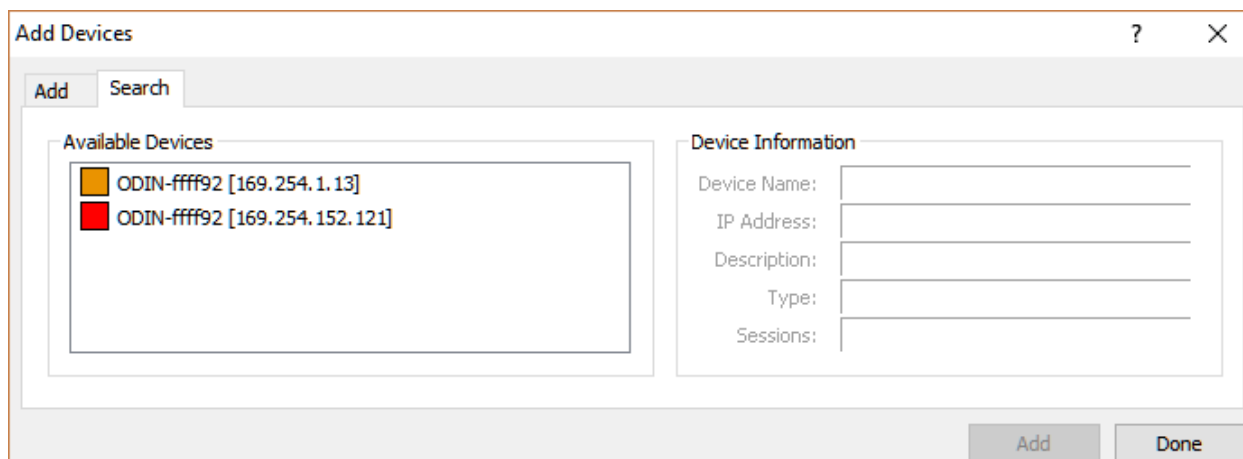 Add Devices
?
Add
Search
Available Devices
ODIN-ffff92 [169.254.1.13]
ODIN-ffff92 [169.254.152.121]
Device Information
Device Name:
IP Address:
Description:
Type:
Sessions:
Add
Done